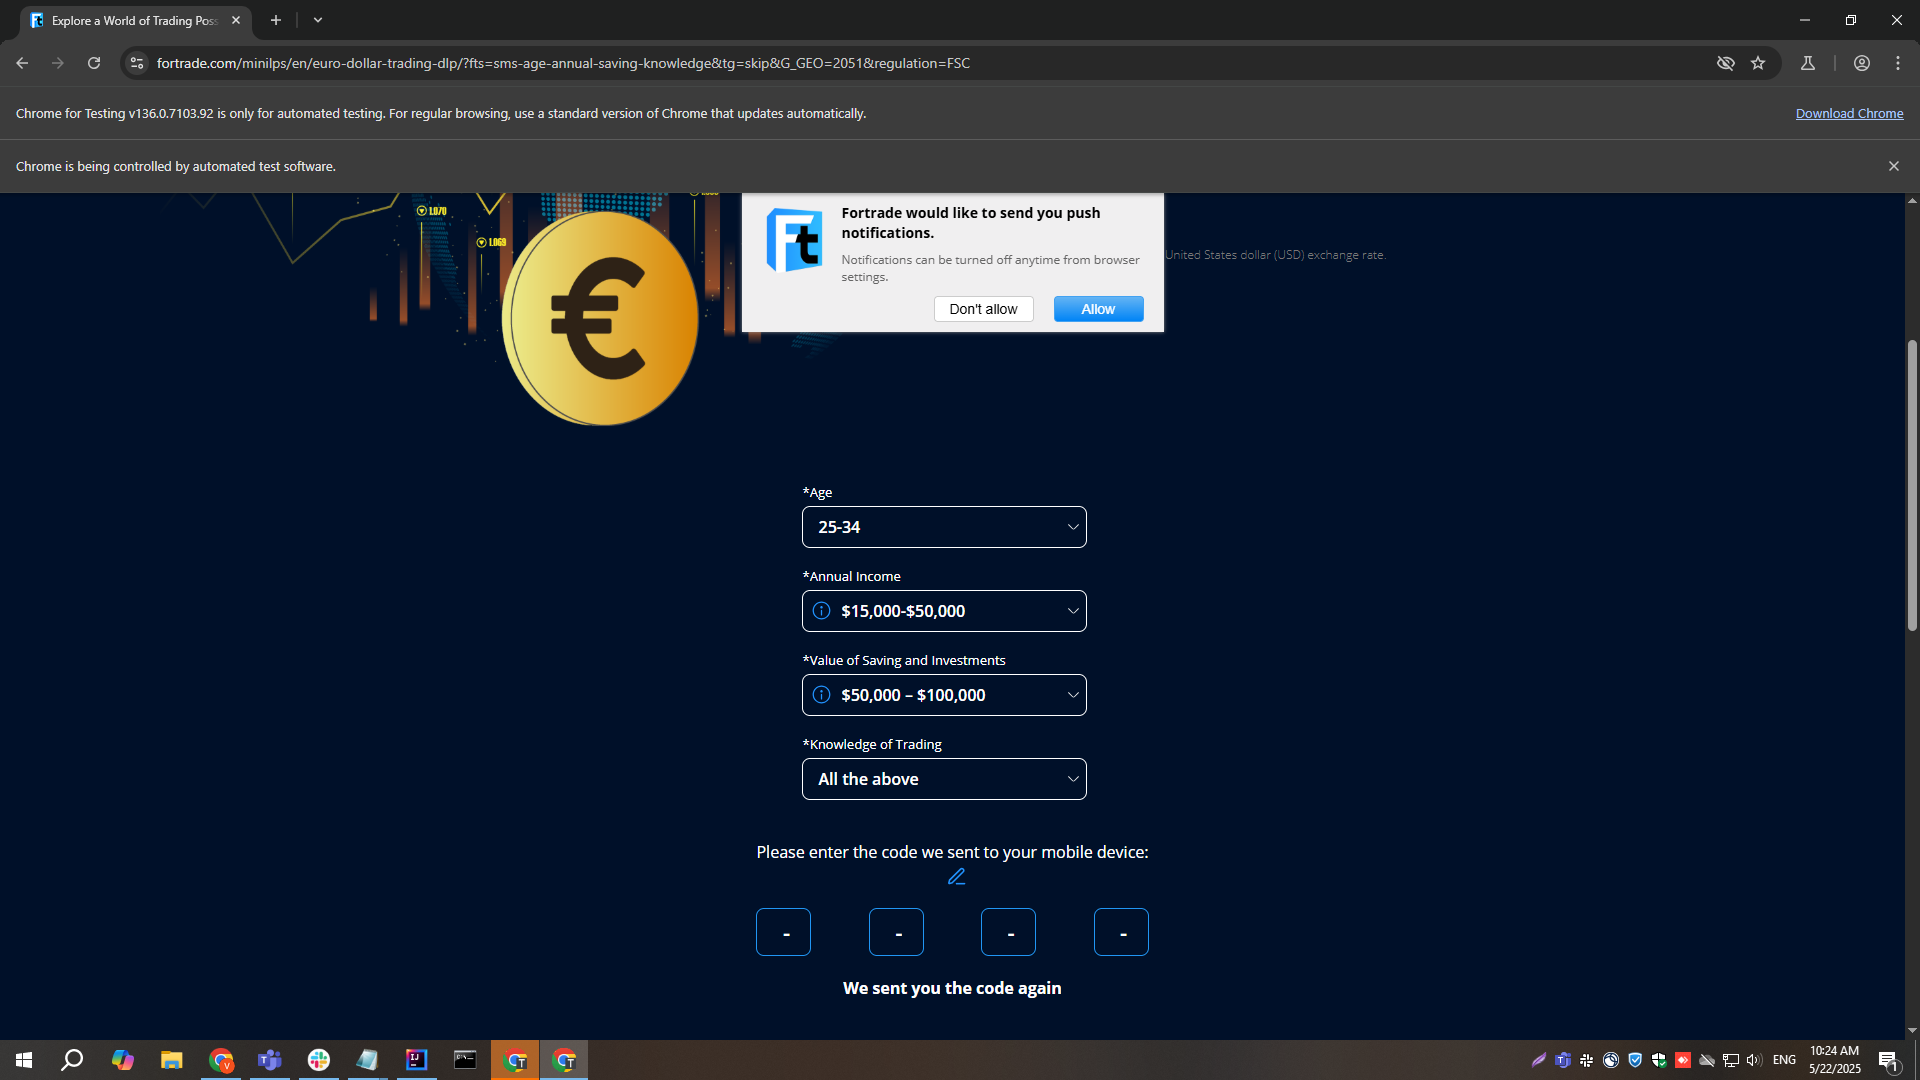 Explore a World of Trading Poss
fortrade.com/minilps/en/euro-dollar-trading-dlp/?fts=sms-age-annual-saving-knowledge&tg=skip&G_GEO=2051&regulation=FSC
Chrome for Testing v136.0.7103.92 is only for automated testing. For regular browsing, use a standard version of Chrome that updates automatically.
Download Chrome
Chrome is being controlled by automated test software.
1.070
1.069
Ft
Fortrade would like to send you push
notifications.
Notifications can be turned off anytime from browser
settings.
Don't allow
Allow
United States dollar (USD) exchange rate.
€
*Age
25-34
*Annual Income
$15,000-$50,000
*Value of Saving and Investments
$50,000 – $100,000
*Knowledge of Trading
All the above
Please enter the code we sent to your mobile device:
- - - -
We sent you the code again
ENG
10:24 AM
5/22/2025
1